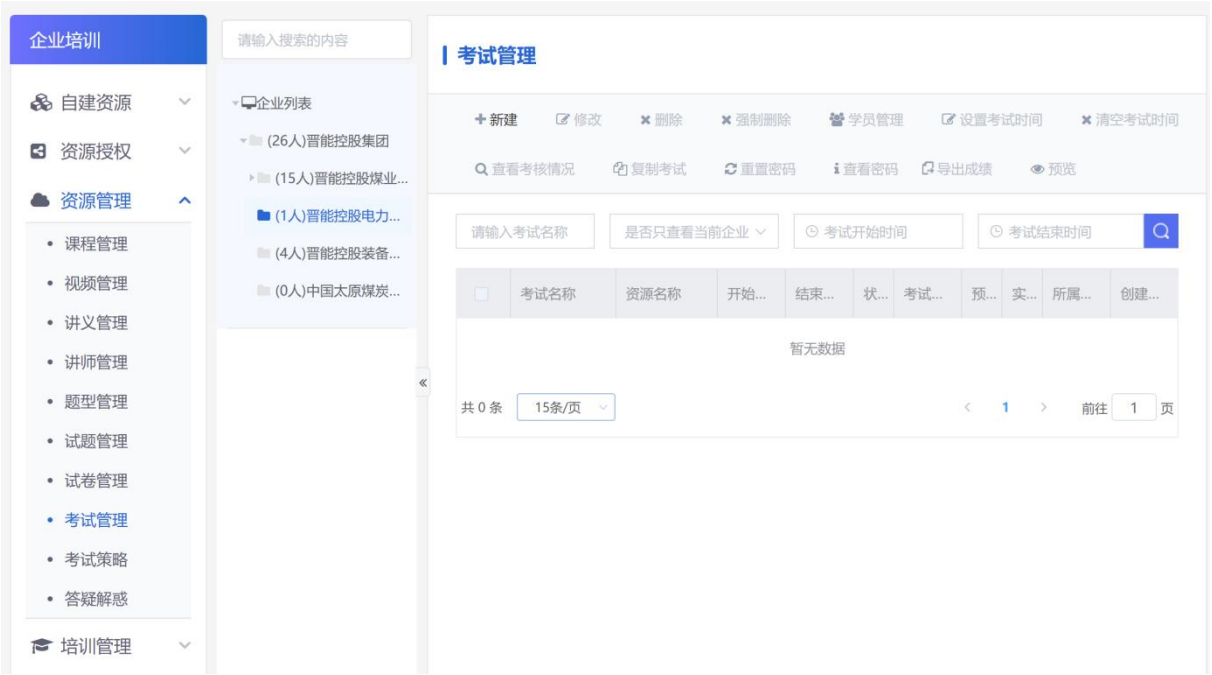 企业培训
自建资源
资源授权
资源管理
• 课程管理
• 视频管理
• 讲义管理
• 讲师管理
• 题型管理
• 试题管理
• 试卷管理
• 考试管理
• 考试策略
• 答疑解惑
培训管理
请输入搜索的内容
企业列表
(26人)晋能控股集团
(15人)晋能控股煤业...
(1人)晋能控股电力...
(4人)晋能控股装备...
(0人)中国太原煤炭...
«
考试管理
新建 修改 删除 强制删除 学员管理 设置考试时间 清空考试时间
查看考核情况 复制考试 重置密码 查看密码 导出成绩 预览
请输入考试名称 是否只查看当前企业 考试开始时间 考试结束时间
考试名称 资源名称 开始... 结束... 状... 考试... 预... 实... 所属... 创建...
暂无数据
共 0 条 15条/页 < 1 > 前往 1 页